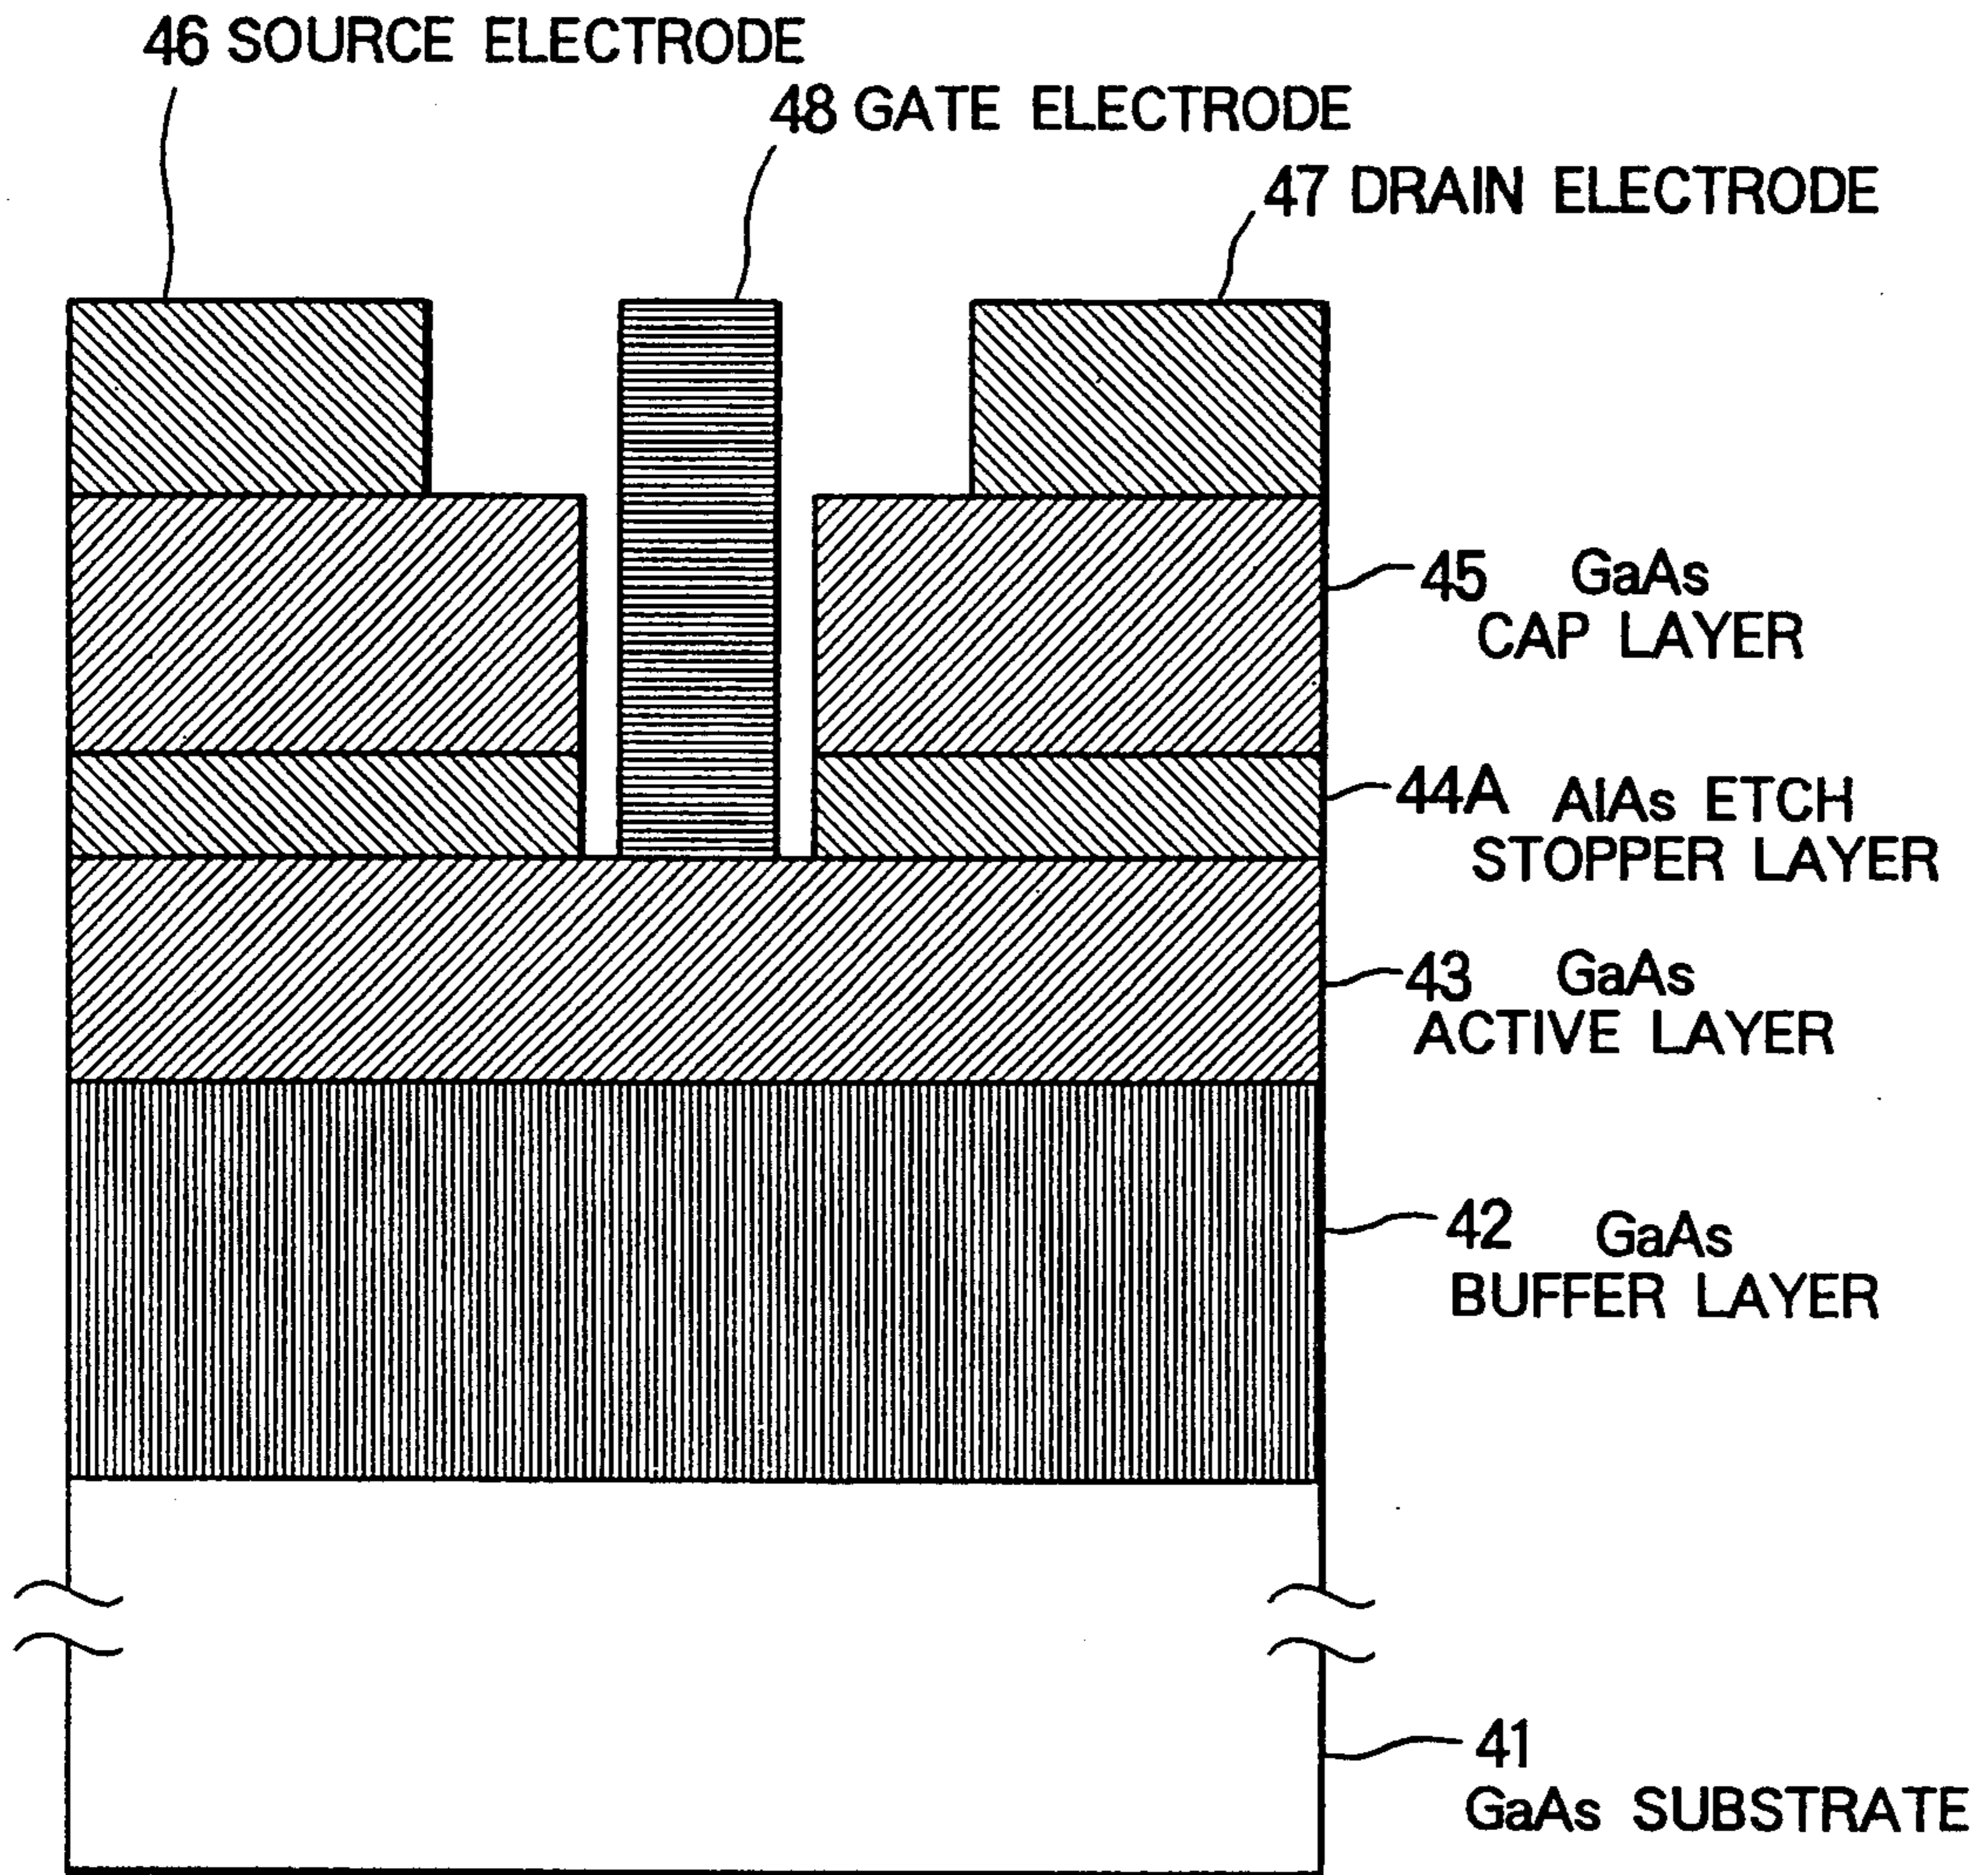 46 SOURCE ELECTRODE
48 GATE ELECTRODE
47 DRAIN ELECTRODE
45 GaAs
CAP LAYER
44A AlAs ETCH
STOPPER LAYER
43 GaAs
ACTIVE LAYER
42 GaAs
BUFFER LAYER
41
GaAs SUBSTRATE